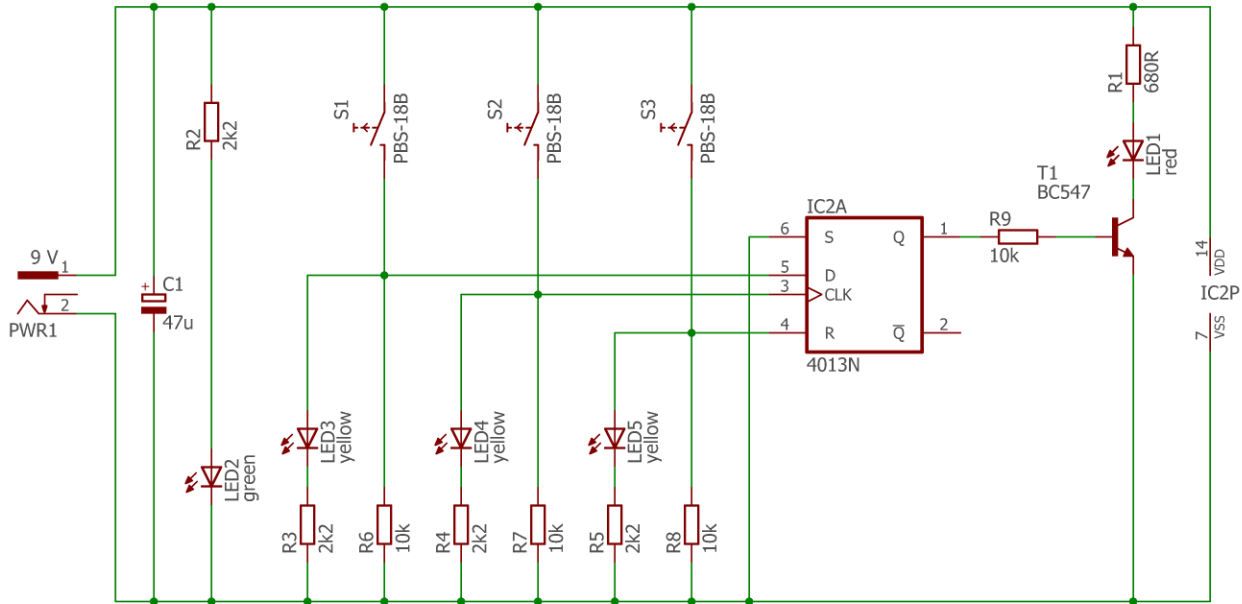 9 V
1
2
PWR1
C1
47u
R2
2k2
LED2
green
S1
PBS-18B
S2
PBS-18B
S3
PBS-18B
LED3
yellow
LED4
yellow
LED5
yellow
R3
2k2
R6
10k
R4
2k2
R7
10k
R5
2k2
R8
10k
IC2A
6 S Q 1
5 D
3 CLK
4 R Q 2
4013N
R9
10k
T1
BC547
R1
680R
LED1
red
14
VDD
IC2P
7
VSS